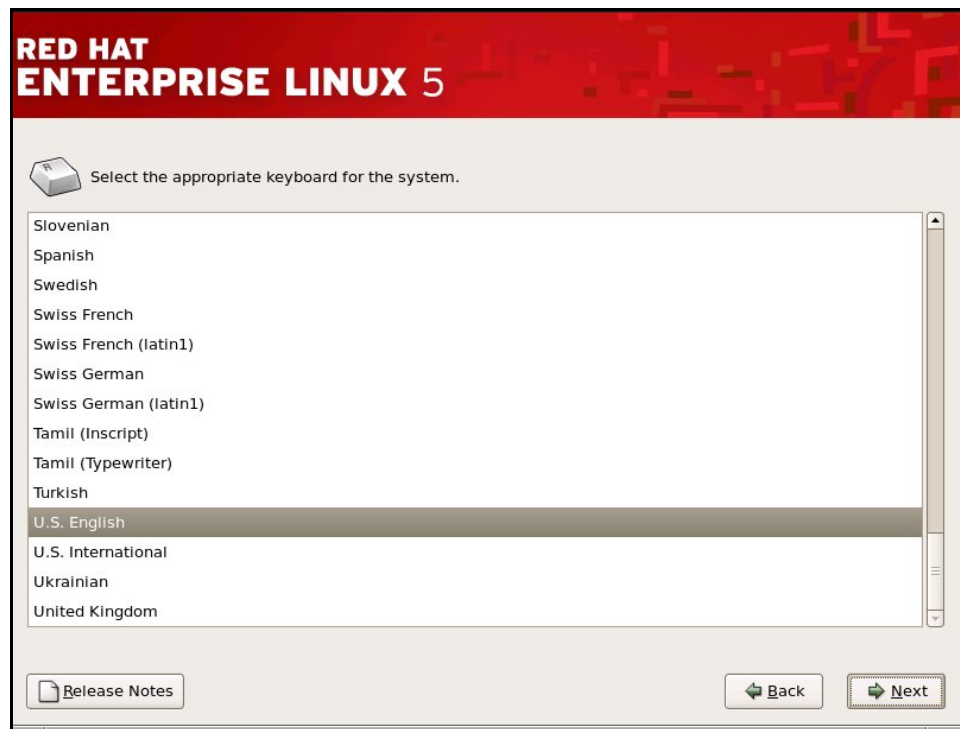 RED HAT
ENTERPRISE LINUX 5
R
Select the appropriate keyboard for the system.
Slovenian
Spanish
Swedish
Swiss French
Swiss French (latin1)
Swiss German
Swiss German (latin1)
Tamil (Inscript)
Tamil (Typewriter)
Turkish
U.S. English
U.S. International
Ukrainian
United Kingdom
Release Notes
Back
Next